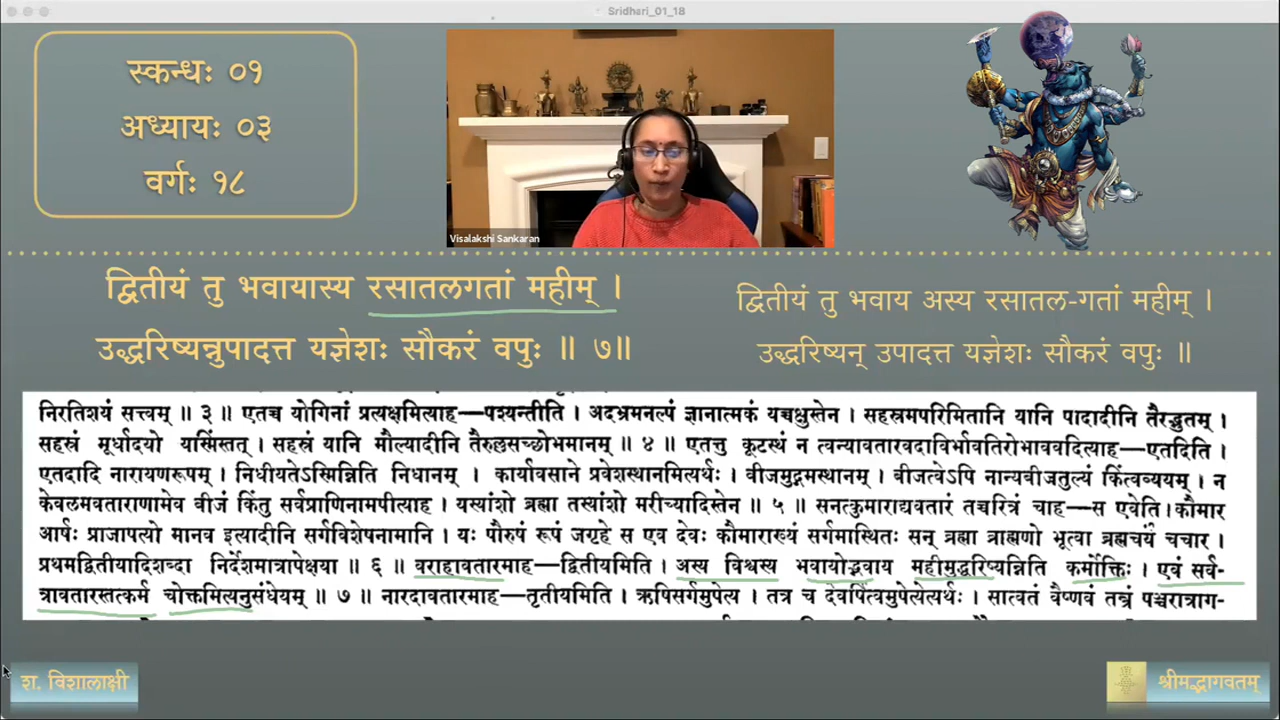 Sridhari_01_18
स्कन्धः ०१
अध्यायः ०३
वर्गः १८
Visalakshi Sankaran
द्वितीयं तु भवायास्य रसातलगतां महीम् ।
उद्धरिष्यन्नुपादत्त यज्ञेशः सौकरं वपुः ॥ ७॥
द्वितीयं तु भवाय अस्य रसातल-गतां महीम् ।
उद्धरिष्यन् उपादत्त यज्ञेशः सौकरं वपुः ॥
निरतिशयं सत्त्वम् ॥ ३ ॥ एतच्च योगिनां प्रत्यक्षमित्याह—पश्यन्तीति । अदभ्रमनल्पं ज्ञानात्मकं यच्चक्षुस्तेन । सहस्रमपरिमितानि यानि पादादीनि तैरद्भुतम् ।
सहस्रं मूर्धादयो यस्मिंस्तत् । सहस्रं यानि मौल्यादीनि तैरुल्लसच्छोभमानम् ॥ ४ ॥ एतत्तु कूटस्थं न त्वन्यावतारवदाविर्भावतिरोभाववदित्याह—एतदिति ।
एतदादि नारायणरूपम् । निधीयतेऽस्मिन्निति निधानम् । कार्यावसाने प्रवेशस्थानमित्यर्थः । बीजमुद्गमस्थानम् । बीजत्वेऽपि नान्यबीजतुल्यं किंत्वव्ययम् । न
केवलमवताराणामेव बीजं किंतु सर्वप्राणिनामपीत्याह । यस्यांशो ब्रह्मा तस्यांशो मरीच्यादिस्तेन ॥ ५ ॥ सनत्कुमाराद्यवतारं तच्चरित्रं चाह—स एवेति । कौमार
आर्षः प्राजापत्यो मानव इत्यादीनि सर्गविशेषनामानि । यः पौरुषं रूपं जगृहे स एव देवः कौमाराख्यं सर्गमास्थितः सन् ब्रह्मा ब्राह्मणो भूत्वा ब्रह्मचर्यं चचार ।
प्रथमद्वितीयादिशब्दा निर्देशमात्रापेक्षया ॥ ६ ॥ वराहावतारमाह—द्वितीयमिति । अस्य विश्वस्य भवायोद्भवाय महीमुद्धरिष्यन्निति कर्मोक्तिः । एवं सर्व-
त्रावतारस्तत्कर्म चोक्तमित्यनुसंधेयम् ॥ ७ ॥ नारदावतारमाह—तृतीयमिति । ऋषिसर्गमुपेत्य । तत्र च देवर्षित्वमुपेत्येत्यर्थः । सात्वतं वैष्णवं तन्त्रं पञ्चरात्राग-
श. विशालाक्षी
श्रीमद्भागवतम्